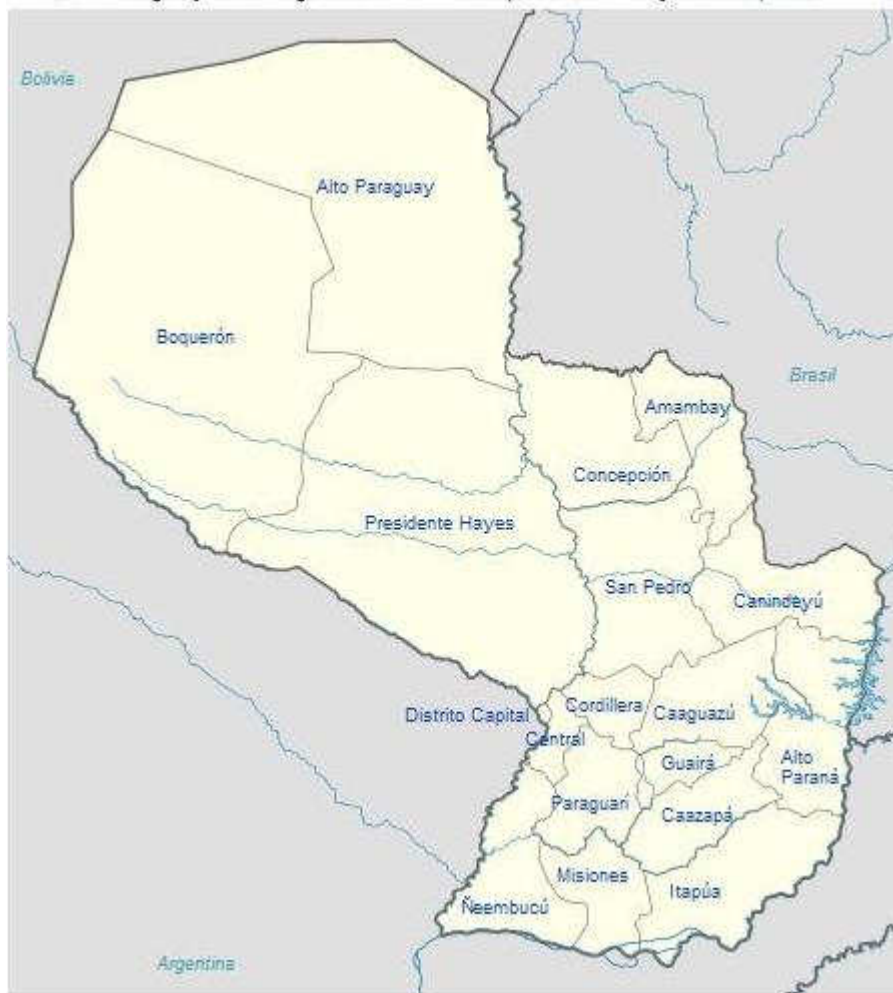 Bolivia
Alto Paraguay
Boquerón
Brasil
Amambay
Concepción
Presidente Hayes
San Pedro
Canindeyú
Distrito Capital
Cordillera
Caaguazú
Central
Guairá
Alto
Paraná
Paraguarí
Caazapá
Misiones
Itapúa
Ñeembucú
Argentina